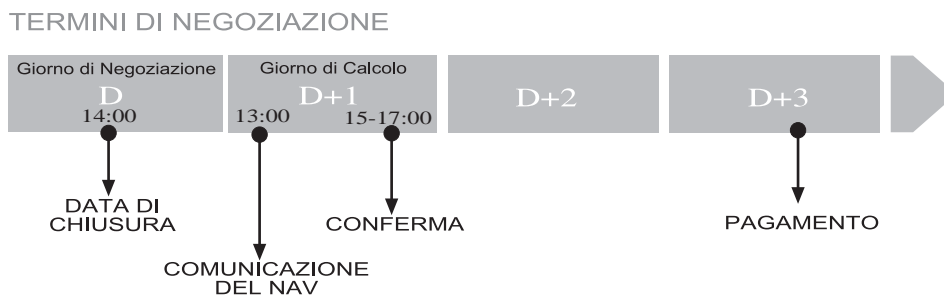 TERMINI DI NEGOZIAZIONE
Giorno di Negoziazione
D
14:00
Giorno di Calcolo
D+1
13:00 15-17:00
D+2
D+3
DATA DI
CHIUSURA
CONFERMA
PAGAMENTO
COMUNICAZIONE
DEL NAV